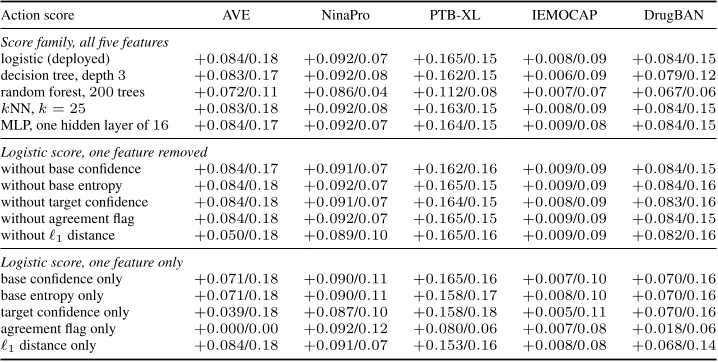 Action score AVE NinaPro PTB-XL IEMOCAP DrugBAN
Score family, all five features
logistic (deployed) +0.084/0.18 +0.092/0.07 +0.165/0.15 +0.008/0.09 +0.084/0.15
decision tree, depth 3 +0.083/0.17 +0.092/0.08 +0.162/0.15 +0.006/0.09 +0.079/0.12
random forest, 200 trees +0.072/0.11 +0.086/0.04 +0.112/0.08 +0.007/0.07 +0.067/0.06
kNN, k = 25 +0.083/0.18 +0.092/0.08 +0.163/0.15 +0.008/0.09 +0.084/0.15
MLP, one hidden layer of 16 +0.084/0.17 +0.092/0.07 +0.164/0.15 +0.009/0.08 +0.084/0.15
Logistic score, one feature removed
without base confidence +0.084/0.17 +0.091/0.07 +0.162/0.16 +0.009/0.09 +0.084/0.15
without base entropy +0.084/0.18 +0.092/0.07 +0.165/0.15 +0.009/0.09 +0.084/0.16
without target confidence +0.084/0.18 +0.091/0.07 +0.164/0.15 +0.008/0.09 +0.083/0.16
without agreement flag +0.084/0.18 +0.092/0.07 +0.165/0.15 +0.009/0.09 +0.084/0.15
without ℓ1 distance +0.050/0.18 +0.089/0.10 +0.165/0.16 +0.009/0.09 +0.082/0.16
Logistic score, one feature only
base confidence only +0.071/0.18 +0.090/0.11 +0.165/0.16 +0.007/0.10 +0.070/0.16
base entropy only +0.071/0.18 +0.090/0.11 +0.158/0.17 +0.008/0.10 +0.070/0.16
target confidence only +0.039/0.18 +0.087/0.10 +0.158/0.18 +0.005/0.11 +0.070/0.16
agreement flag only +0.000/0.00 +0.092/0.12 +0.080/0.06 +0.007/0.08 +0.018/0.06
ℓ1 distance only +0.084/0.18 +0.091/0.07 +0.153/0.16 +0.008/0.08 +0.068/0.14